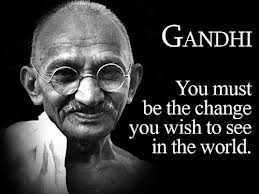 GANDHI
You must
be the change
you wish to see
in the world.